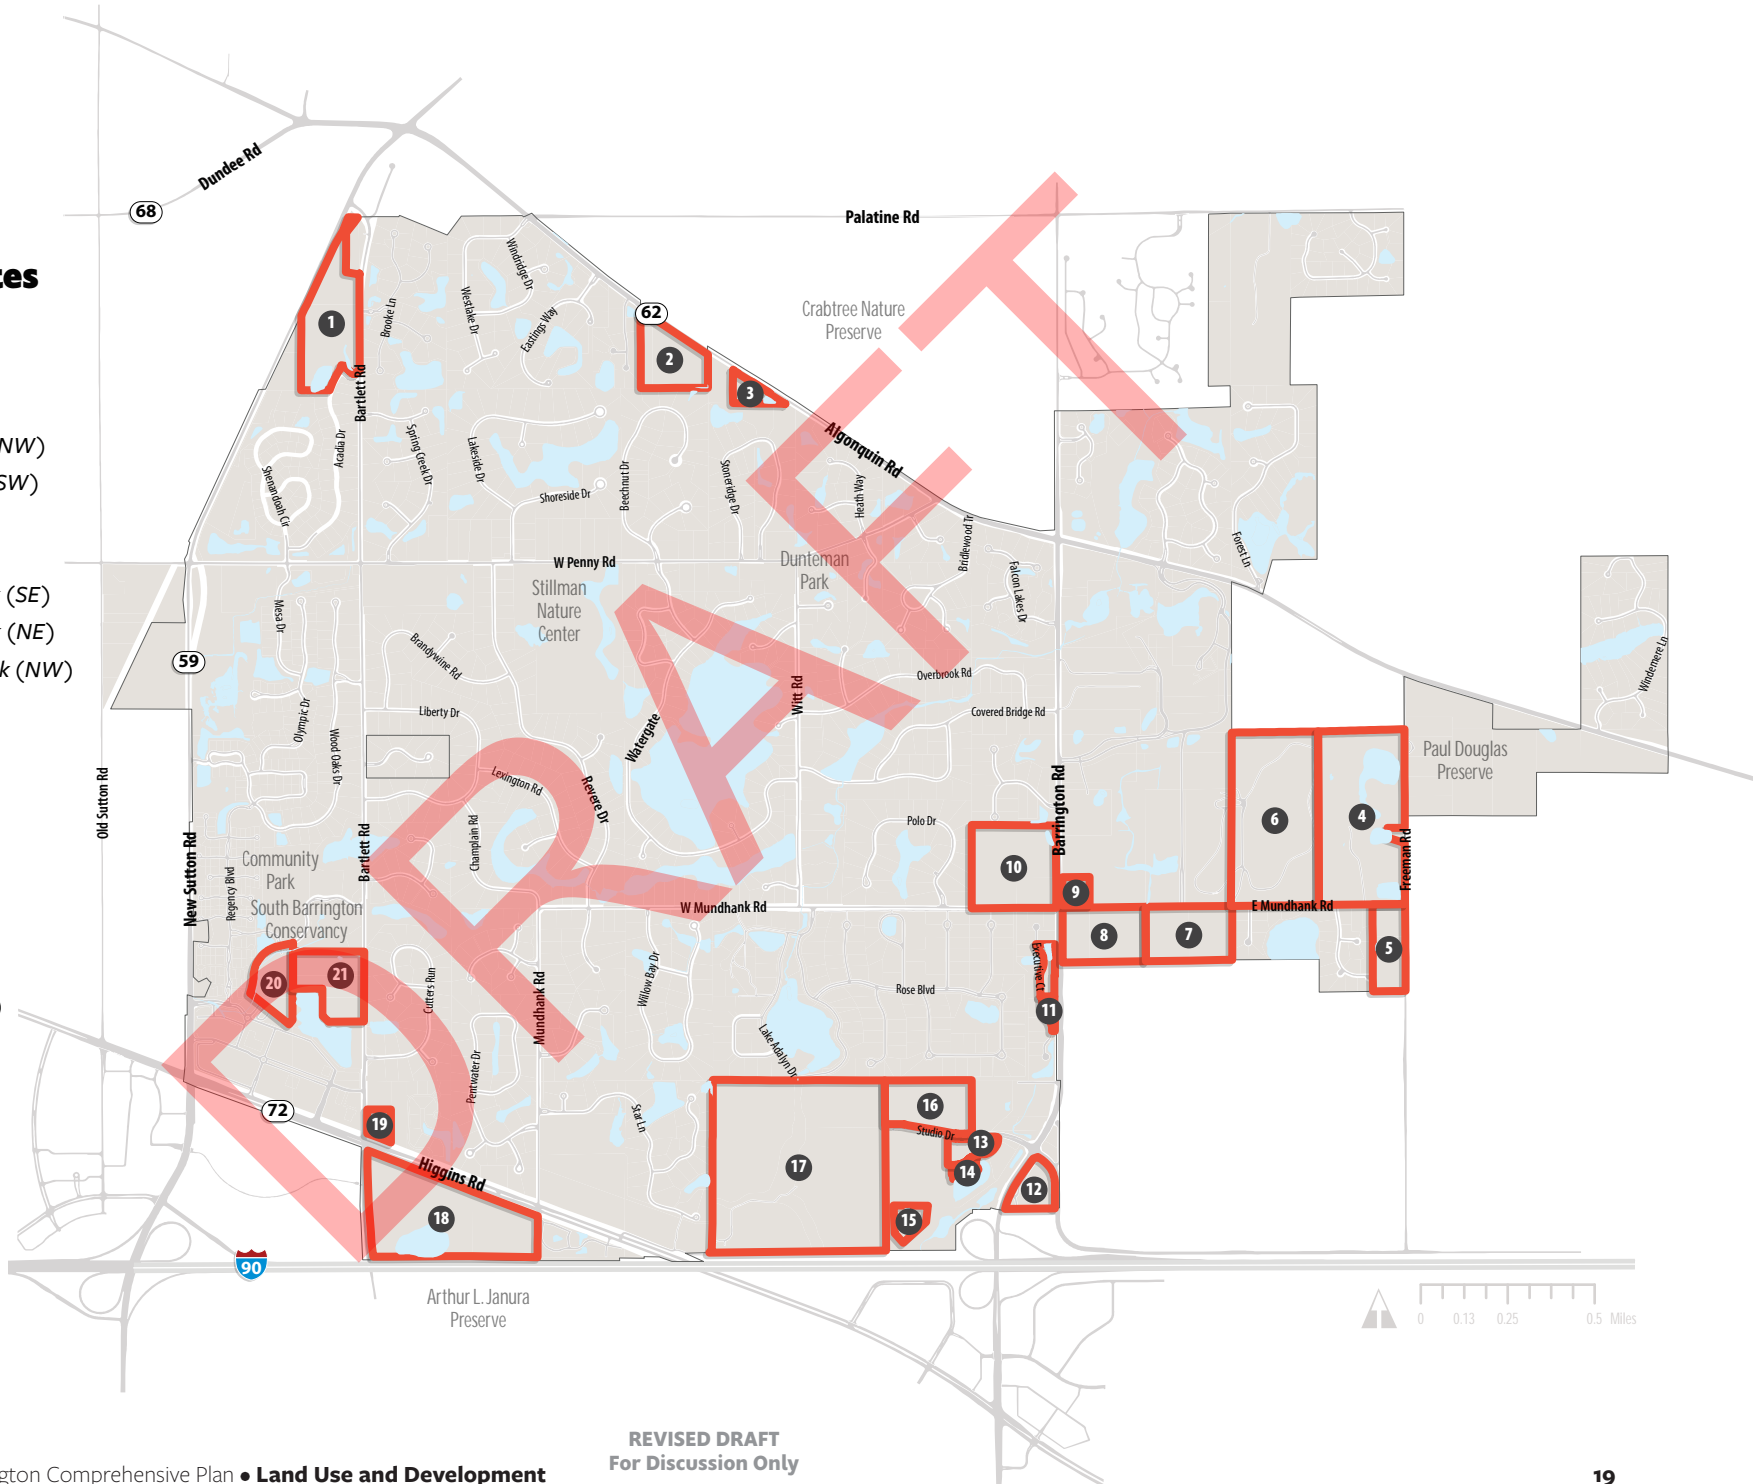 Dundee Rd
68
Palatine Rd
tes
Windridge Dr
Westlake Dr
Eastings Way
Brooke Ln
62
Crabtree Nature
Preserve
1
2
3
Bartlett Rd
Algonquin Rd
NW)
SW)
Acadia Dr
Spring Creek Dr
Lakeside Dr
Shenandoah Cir
Shoreside Dr
Beechnut Dr
Stoneridge Dr
Heath Way
Bridlewood Tr
Forest Ln
W Penny Rd
Stillman
Nature
Center
Dunteman
Park
Falcon Lakes Dr
(SE)
(NE)
k (NW)
Mesa Dr
Brandywine Rd
59
Windemere Ln
Overbrook Rd
Witt Rd
Covered Bridge Rd
Liberty Dr
Olympic Dr
Wood Oaks Dr
Watergate
Paul Douglas
Preserve
Old Sutton Rd
Lexington Rd
Revere Dr
Barrington Rd
6
4
Polo Dr
New Sutton Rd
Bartlett Rd
Champlain Rd
Freeman Rd
Community
Park
10
9
Regency Blvd
South Barrington
Conservancy
W Mundhank Rd
E Mundhank Rd
8
7
5
20
21
Cutters Run
Mundhank Rd
Willow Bay Dr
Rose Blvd
Executive Ct
11
)
Lake Adalyn Dr
Pentwater Dr
72
19
Star Ln
16
Studio Dr
13
14
17
12
Higgins Rd
18
15
90
Arthur L. Janura
Preserve
0 0.13 0.25 0.5 Miles
DRAFT
REVISED DRAFT
For Discussion Only
gton Comprehensive Plan • Land Use and Development
19